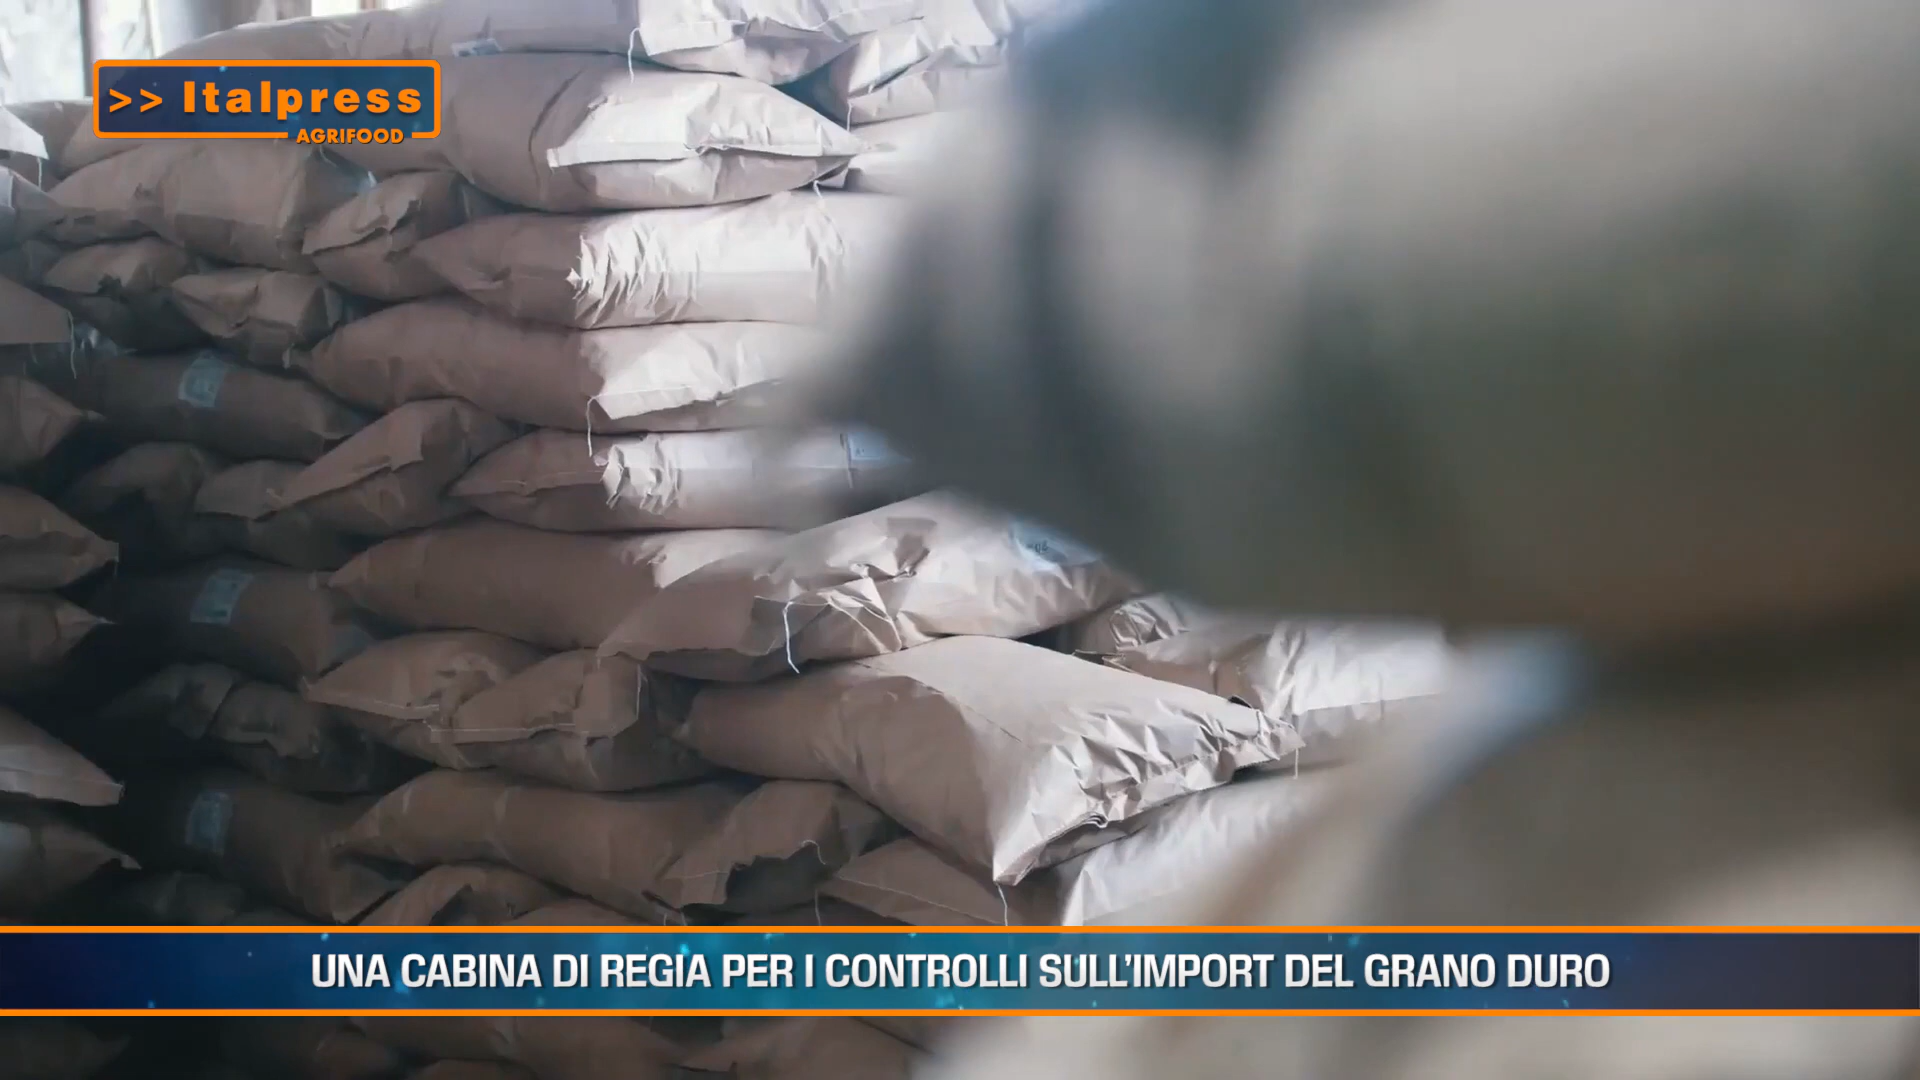 >> Italpress
AGRIFOOD
UNA CABINA DI REGIA PER I CONTROLLI SULL'IMPORT DEL GRANO DURO